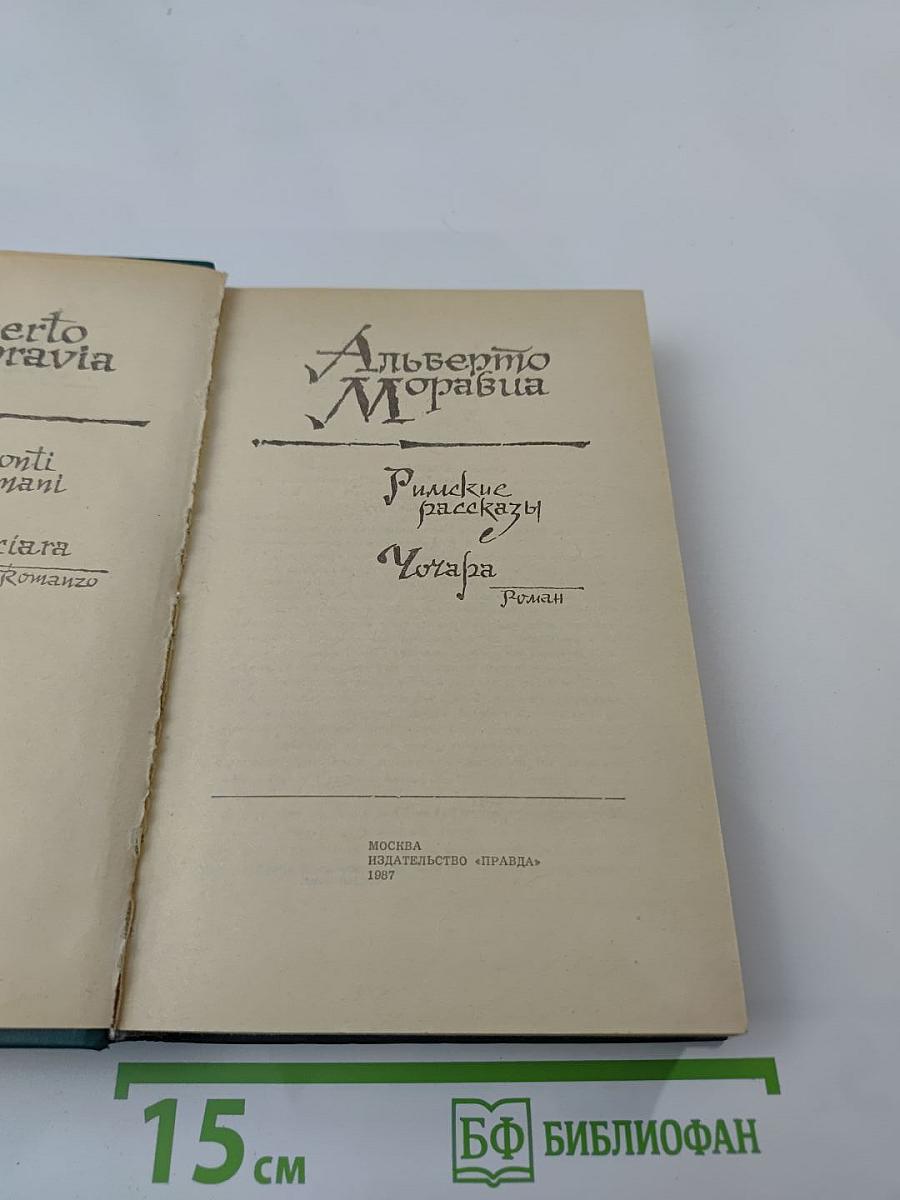 erto
ravia
onti
mani
ciara
Romanzo
Альберто
Моравиа
Римские
рассказы
Чочара
Роман
МОСКВА
ИЗДАТЕЛЬСТВО «ПРАВДА»
1987
15 см
БФ БИБЛИОФАН